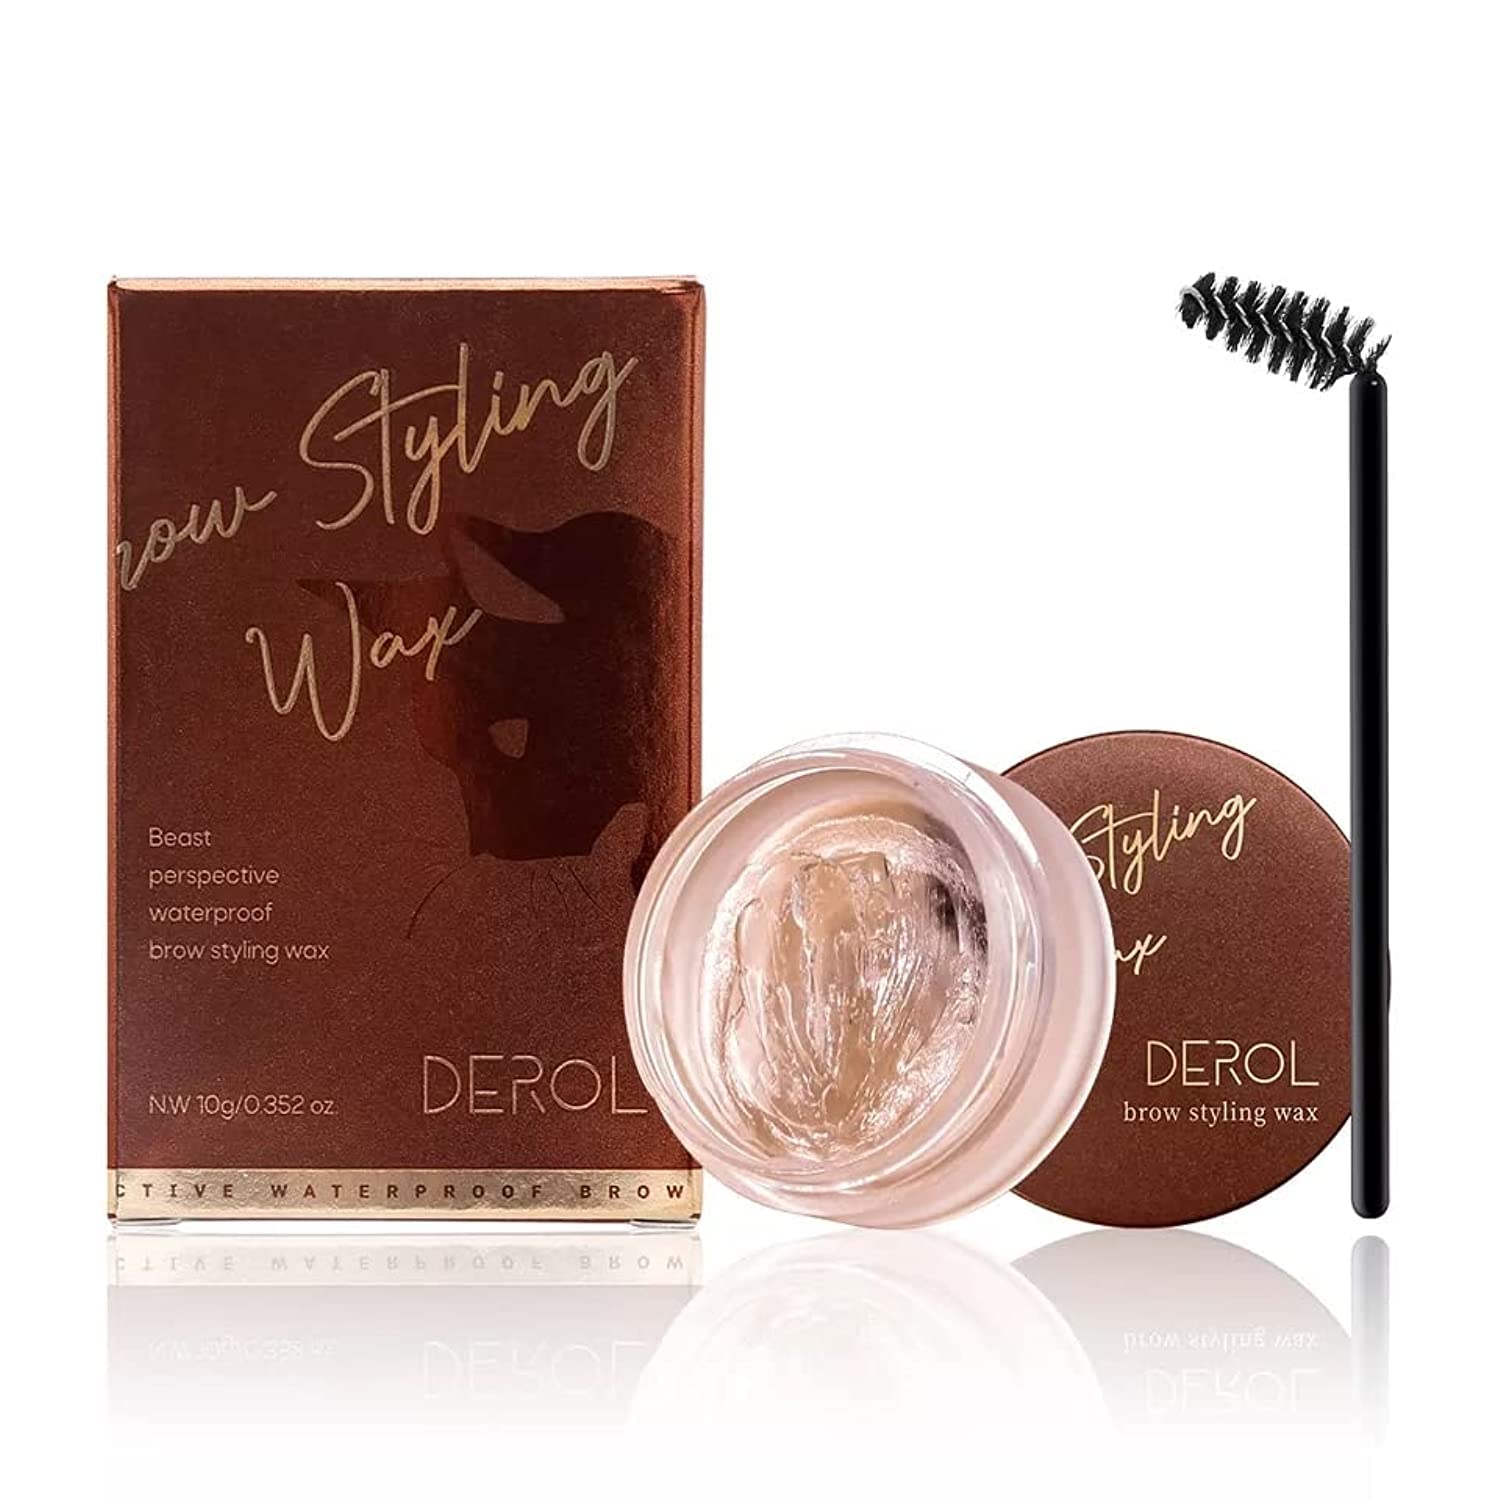 row Styling
Wax
Beast
perspective
waterproof
brow styling wax
N.W 10g/0.352 oz.
DEROL
CTIVE WATERPROOF BROW
Styling
ax
DEROL
brow styling wax